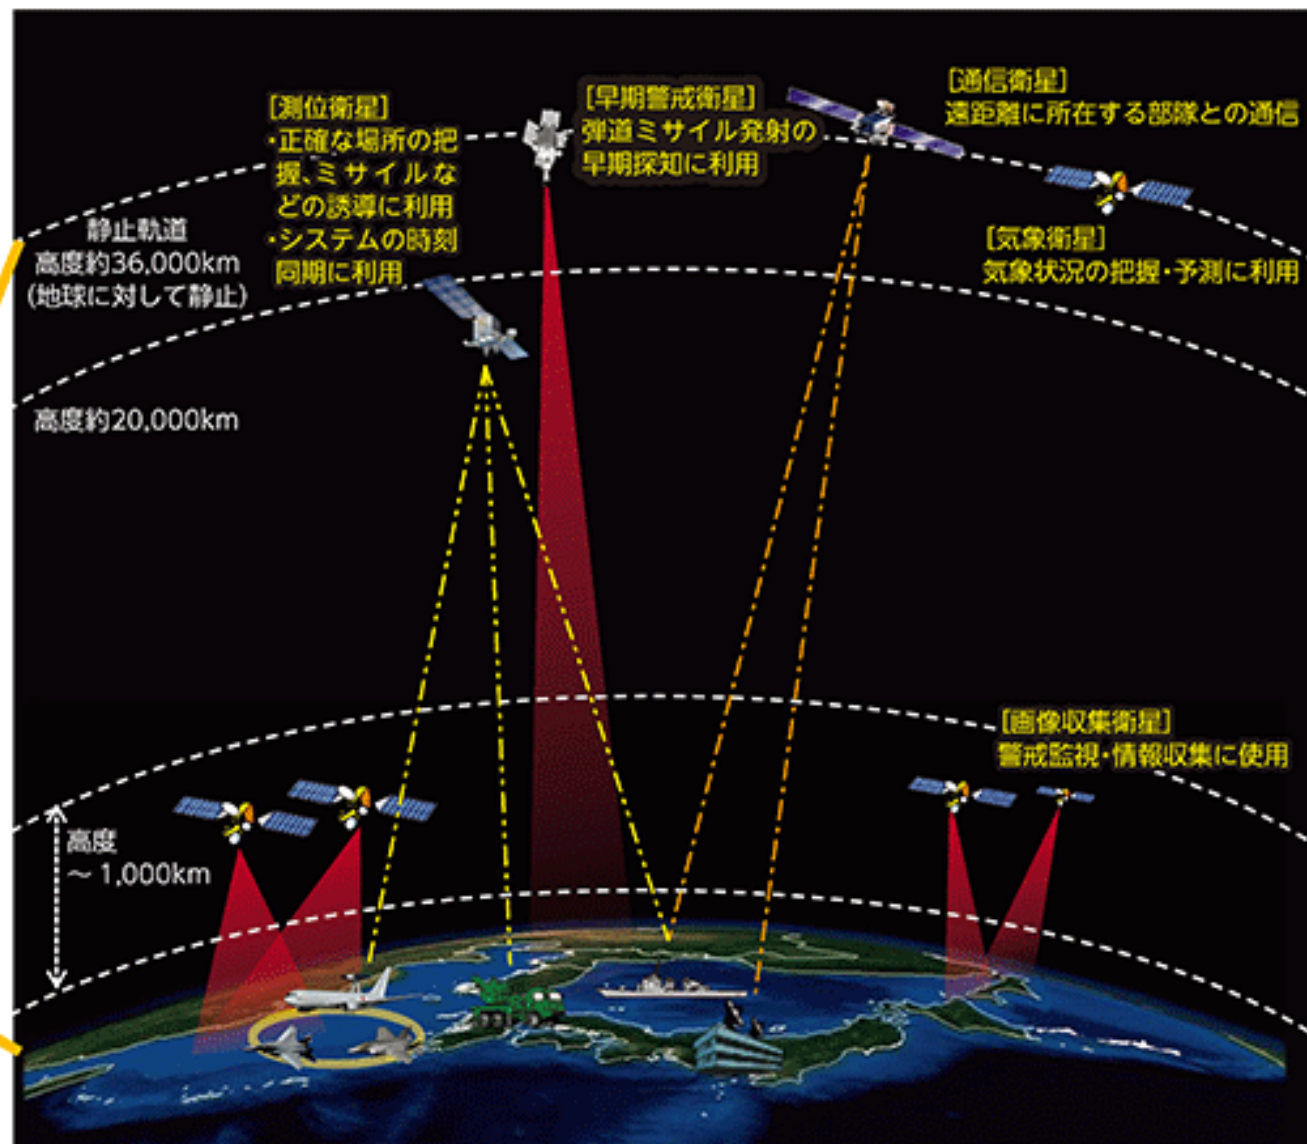 [測位衛星]
・正確な場所の把
握、ミサイルな
どの誘導に利用
・システムの時刻
同期に利用
[早期警戒衛星]
弾道ミサイル発射の
早期探知に利用
[通信衛星]
遠距離に所在する部隊との通信
[気象衛星]
気象状況の把握・予測に利用
静止軌道
高度約36,000km
(地球に対して静止)
高度約20,000km
[画像収集衛星]
警戒監視・情報収集に使用
高度
～1,000km